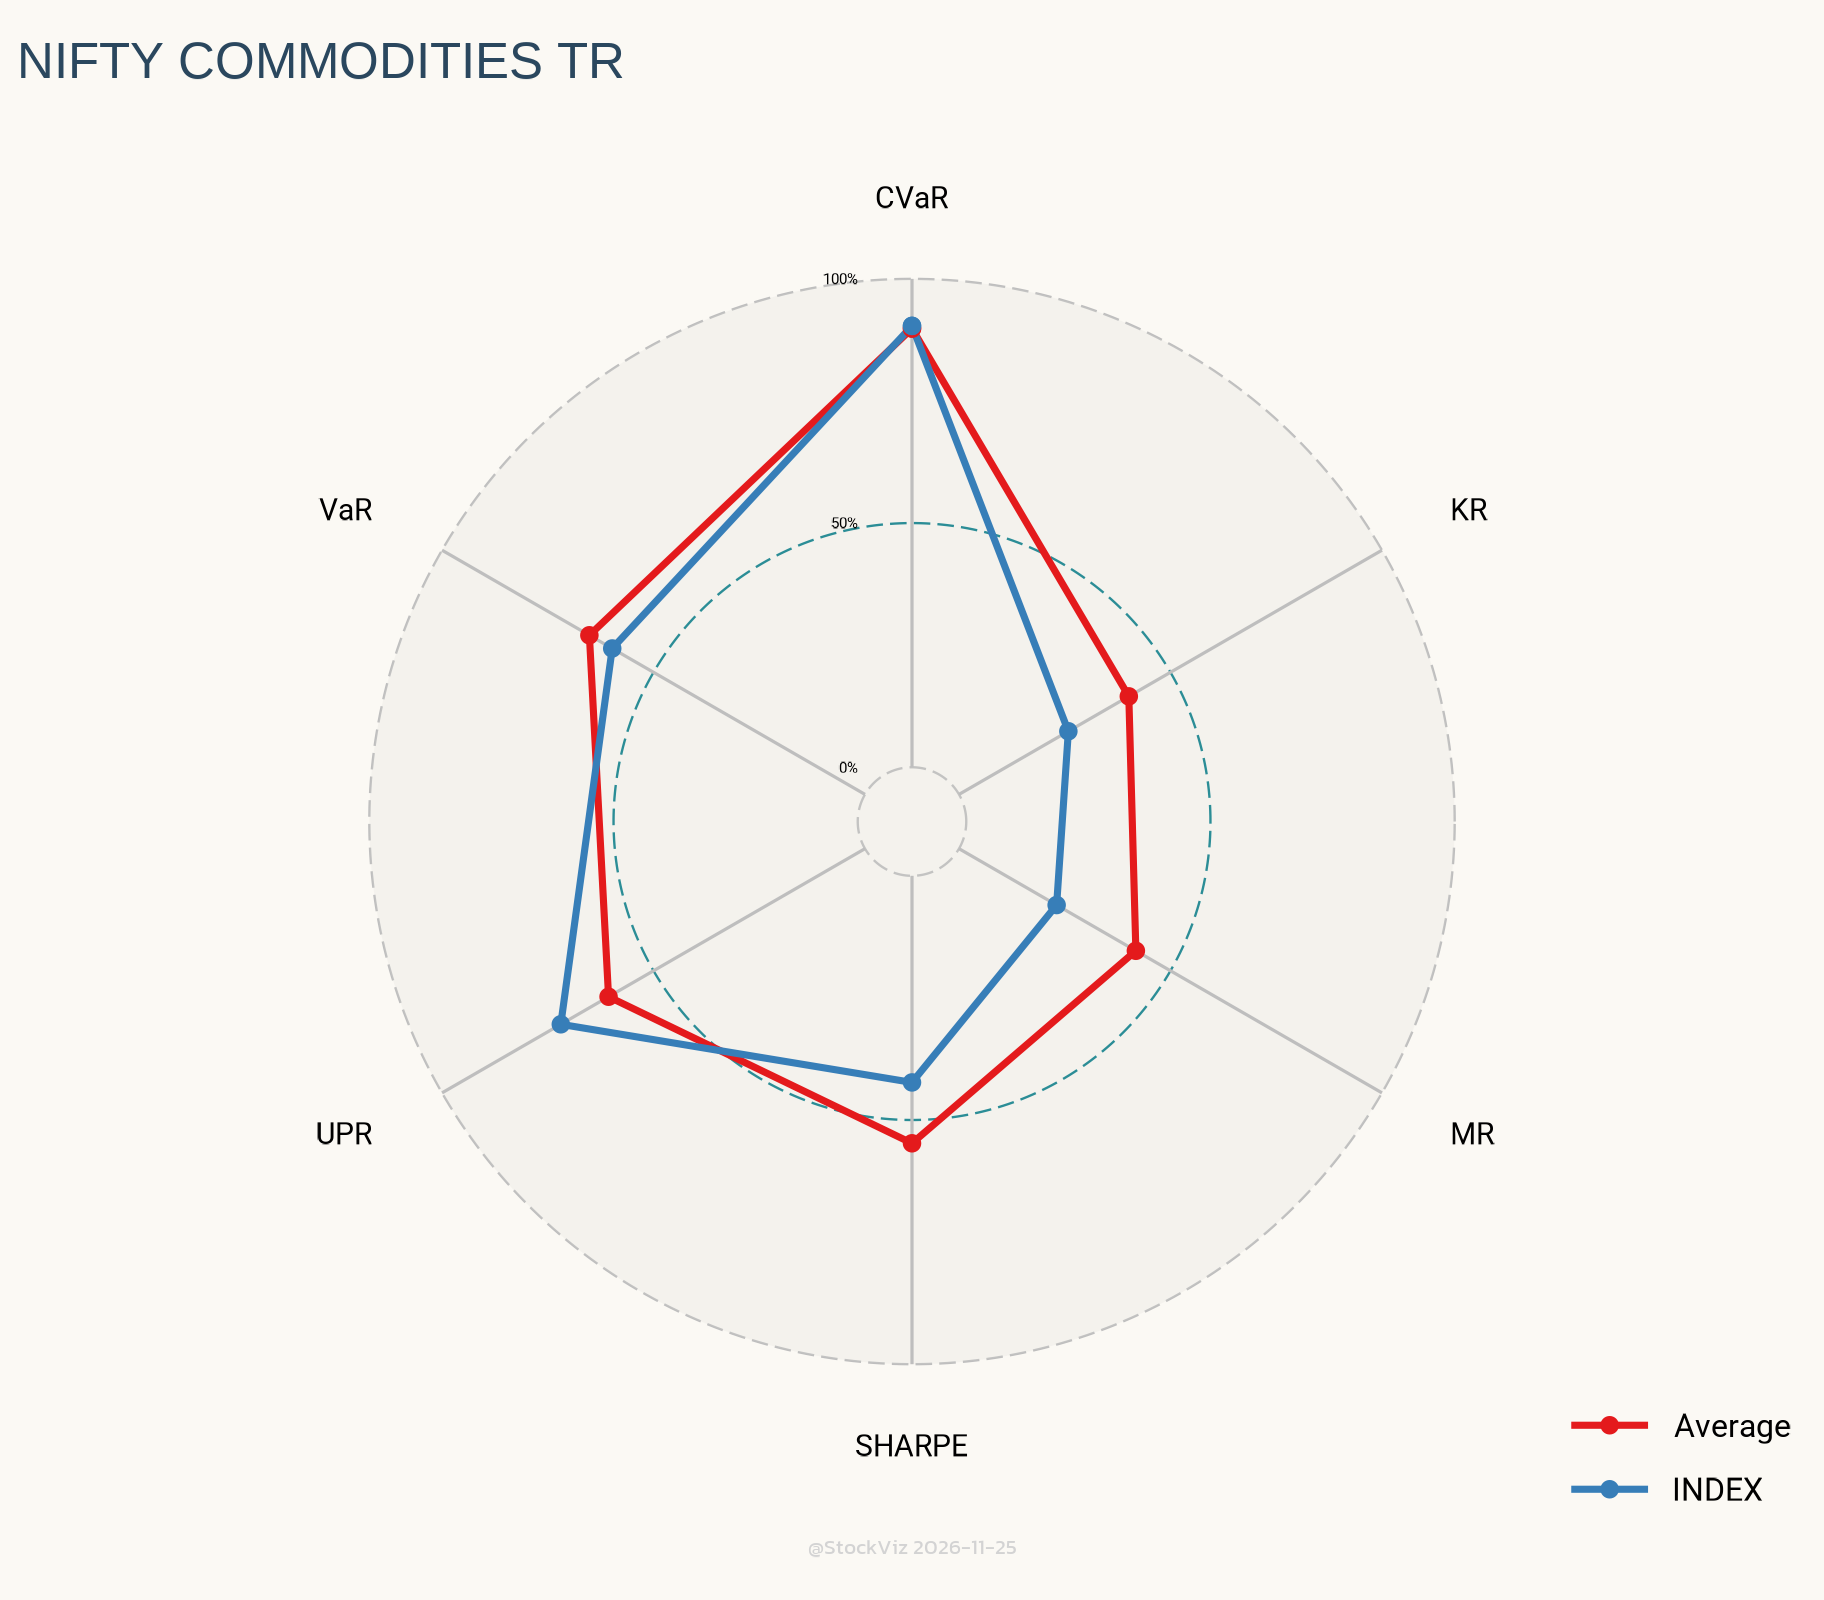 NIFTY COMMODITIES TR
CVaR
100%
VaR
KR
50%
0%
UPR
MR
SHARPE
Average
INDEX
@StockViz 2026-11-25